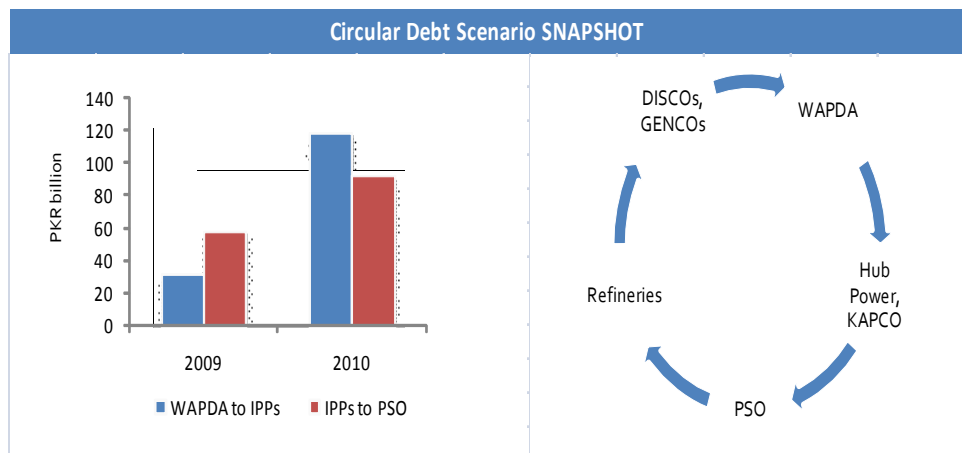 Circular Debt Scenario SNAPSHOT
PKR billion
140
120
100
80
60
40
20
0
2009
2010
WAPDA to IPPs
IPPs to PSO
DISCOs,
GENCOs
WAPDA
Hub
Power,
KAPCO
PSO
Refineries